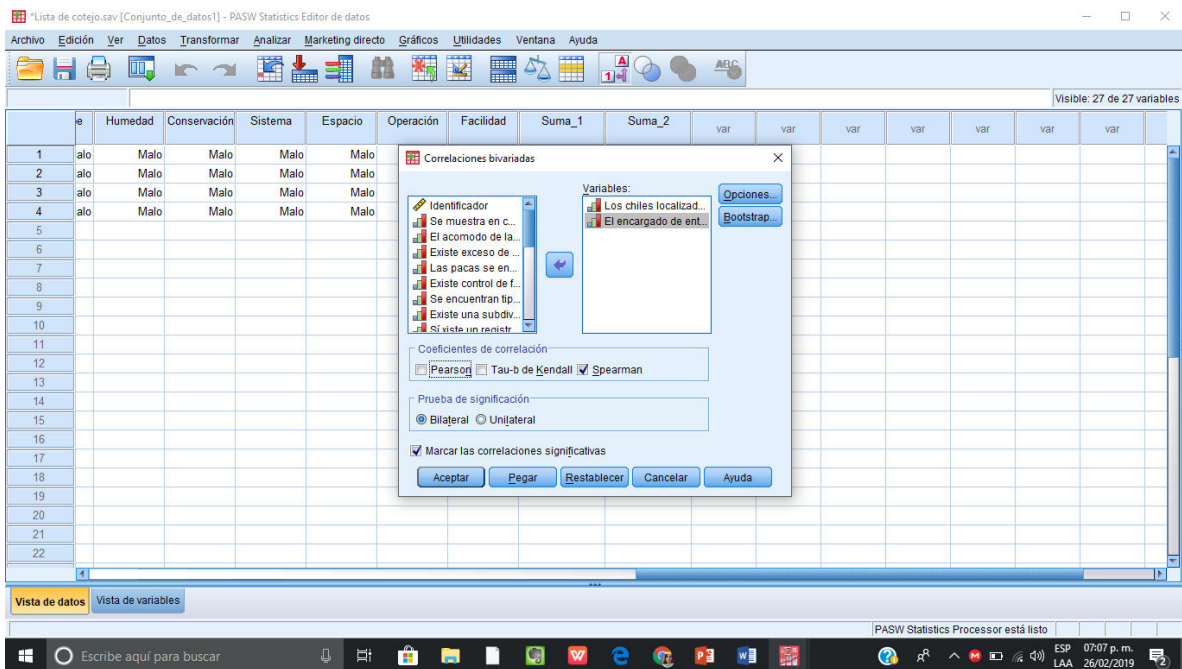 *Lista de cotejo.sav [Conjunto_de_datos1] - PASW Statistics Editor de datos
Archivo Edición Ver Datos Transformar Analizar Marketing directo Gráficos Utilidades Ventana Ayuda
Visible: 27 de 27 variables
e Humedad Conservación Sistema Espacio Operación Facilidad Suma_1 Suma_2 var var var var var var var
1 alo Malo Malo Malo Malo
2 alo Malo Malo Malo Malo
3 alo Malo Malo Malo Malo
4 alo Malo Malo Malo Malo
5
6
7
8
9
10
11
12
13
14
15
16
17
18
19
20
21
22
Correlaciones bivariadas
Identificador
Se muestra en c...
El acomodo de la...
Existe exceso de ...
Las pacas se en...
Existe control de f...
Se encuentran tip...
Existe una subdiv...
Sí xiste un registr
Variables:
Los chiles localizad...
El encargado de ent...
Opciones...
Bootstrap...
Coeficientes de correlación
Pearson Tau-b de Kendall Spearman
Prueba de significación
Bilateral Unilateral
Marcar las correlaciones significativas
Aceptar Pegar Restablecer Cancelar Ayuda
Vista de datos Vista de variables
PASW Statistics Processor está listo
Escribe aquí para buscar
ESP 07:07 p. m.
LAA 26/02/2019